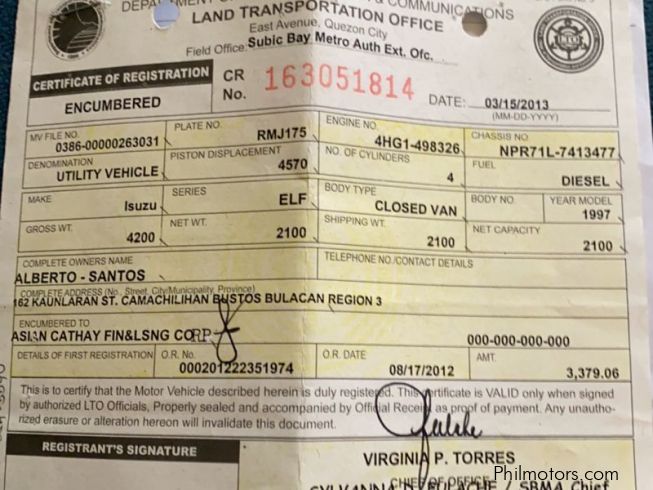 DEPA COMMUNICATIONS
LAND TRANSPORTATION OFFICE
East Avenue, Quezon City
Field Office: Subic Bay Metro Auth Ext. Ofc.
CERTIFICATE OF REGISTRATION
ENCUMBERED
CR No. 163051814
DATE: 03/15/2013
(MM-DD-YYYY)
MV FILE NO. PLATE NO. ENGINE NO. CHASSIS NO
0386-00000263031 RMJ175 4HG1-498326 NPR71L-7413477
DENOMINATION PISTON DISPLACEMENT NO. OF CYLINDERS FUEL
UTILITY VEHICLE 4570 4 DIESEL
MAKE SERIES BODY TYPE BODY NO. YEAR MODEL
Isuzu ELF CLOSED VAN 1997
GROSS WT. NET WT. SHIPPING WT. NET CAPACITY
4200 2100 2100 2100
COMPLETE OWNERS NAME TELEPHONE NO./CONTACT DETAILS
ALBERTO - SANTOS
COMPLETE ADDRESS (No., Street, City/Municipality, Province)
162 KAUNLARAN ST. CAMACHILIHAN BUSTOS BULACAN REGION 3
ENCUMBERED TO
ASIAN CATHAY FIN&LSNG CORP 000-000-000-000
DETAILS OF FIRST REGISTRATION O.R. No. O.R. DATE AMT.
000201222351974 08/17/2012 3,379.06
This is to certify that the Motor Vehicle described herein is duly registered. This certificate is VALID only when signed
by authorized LTO Officials, Properly sealed and accompanied by Official Receipt as proof of payment. Any unautho-
rized erasure or alteration hereon will invalidate this document.
REGISTRANT'S SIGNATURE
VIRGINIA P. TORRES
CHIEF OF OFFICE
/ SBMA Chief
Philmotors.com